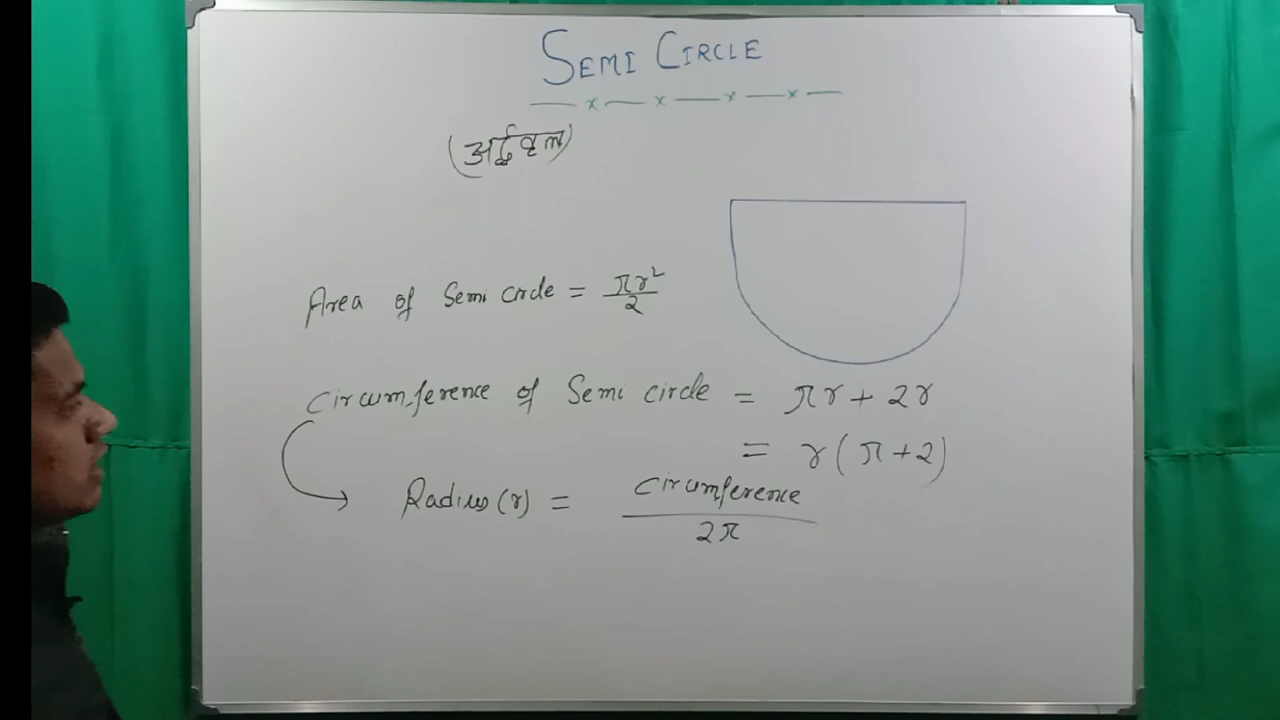 SEMI CIRCLE
(अर्द्धवृत्त)
Area of Semi circle = πr²/2
Circumference of Semi circle = πr + 2r
= r(π+2)
Radius(r) = Circumference/2π